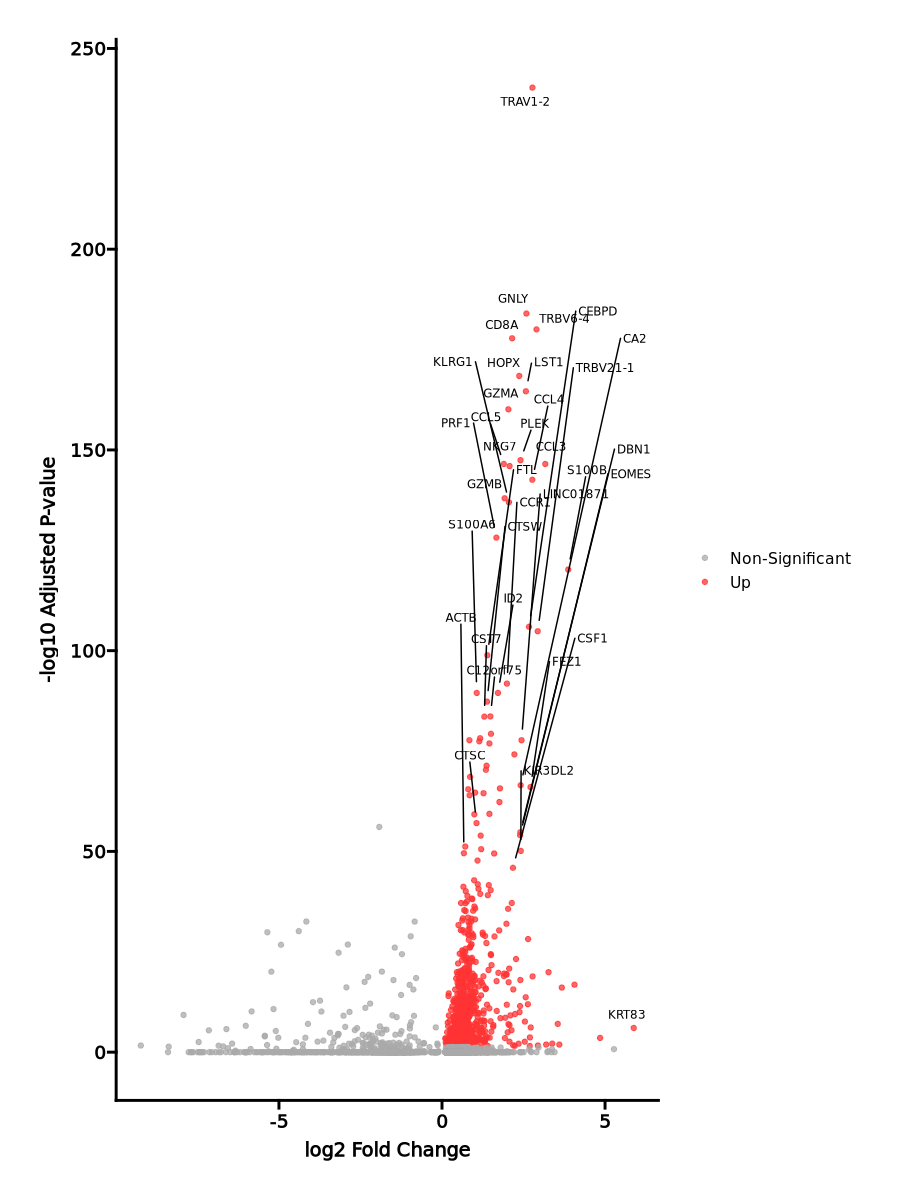 250
TRAV1-2
200
GNLY
CEBPD
TRBV6-4
CD8A
CA2
KLRG1
HOPX
LST1
TRBV21-1
GZMA
CCL4
CCL5
PRF1
PLEK
150
NKG7
CCL3
DBN1
FTL
S100B
EOMES
GZMB
LINC01871
CCR1
S100A6
CTSW
-log10 Adjusted P-value
Non-Significant
Up
ID2
ACTB
CST7
CSF1
100
FEZ1
C12orf75
CTSC
KIR3DL2
50
KRT83
0
-5
0
5
log2 Fold Change